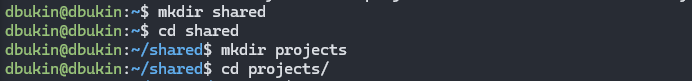 dbukin@dbukin:~$ mkdir shared
dbukin@dbukin:~$ cd shared
dbukin@dbukin:~/shared$ mkdir projects
dbukin@dbukin:~/shared$ cd projects/